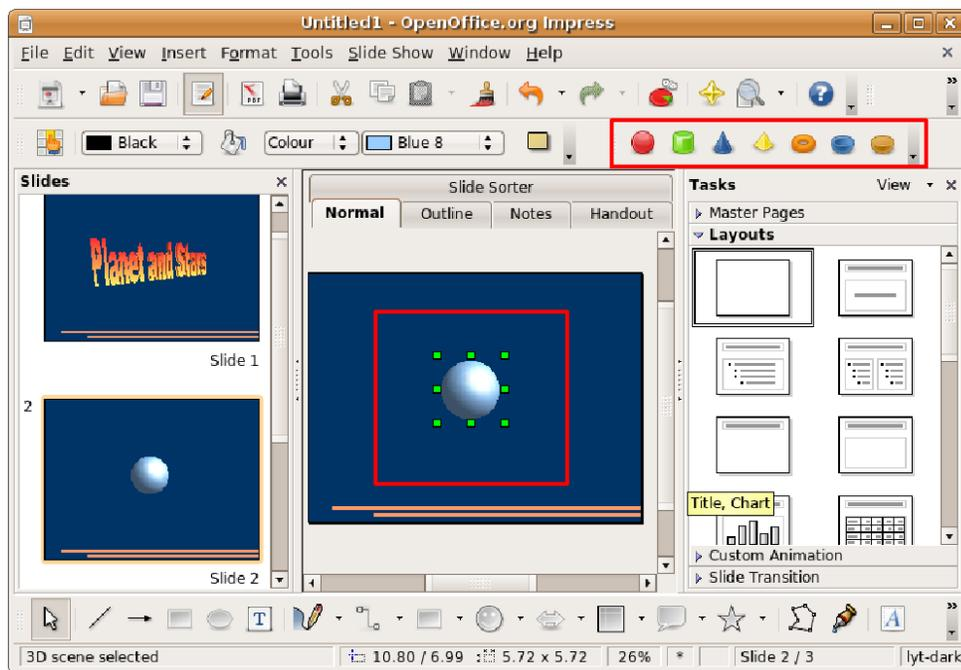 Untitled1 - OpenOffice.org Impress
File Edit View Insert Format Tools Slide Show Window Help
PDF
Black Colour Blue 8
Slides
Planet and Stars
Slide 1
2
Slide 2
Slide Sorter
Normal Outline Notes Handout
Tasks View
Master Pages
Layouts
Title, Chart
Custom Animation
Slide Transition
T A
3D scene selected 10.80 / 6.99 5.72 x 5.72 26% * Slide 2 / 3 lyt-dark